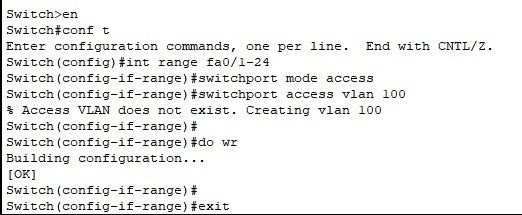 Switch>en
Switch#conf t
Enter configuration commands, one per line.  End with CNTL/Z.
Switch(config)#int range fa0/1-24
Switch(config-if-range)#switchport mode access
Switch(config-if-range)#switchport access vlan 100
% Access VLAN does not exist. Creating vlan 100
Switch(config-if-range)#
Switch(config-if-range)#do wr
Building configuration...
[OK]
Switch(config-if-range)#
Switch(config-if-range)#exit